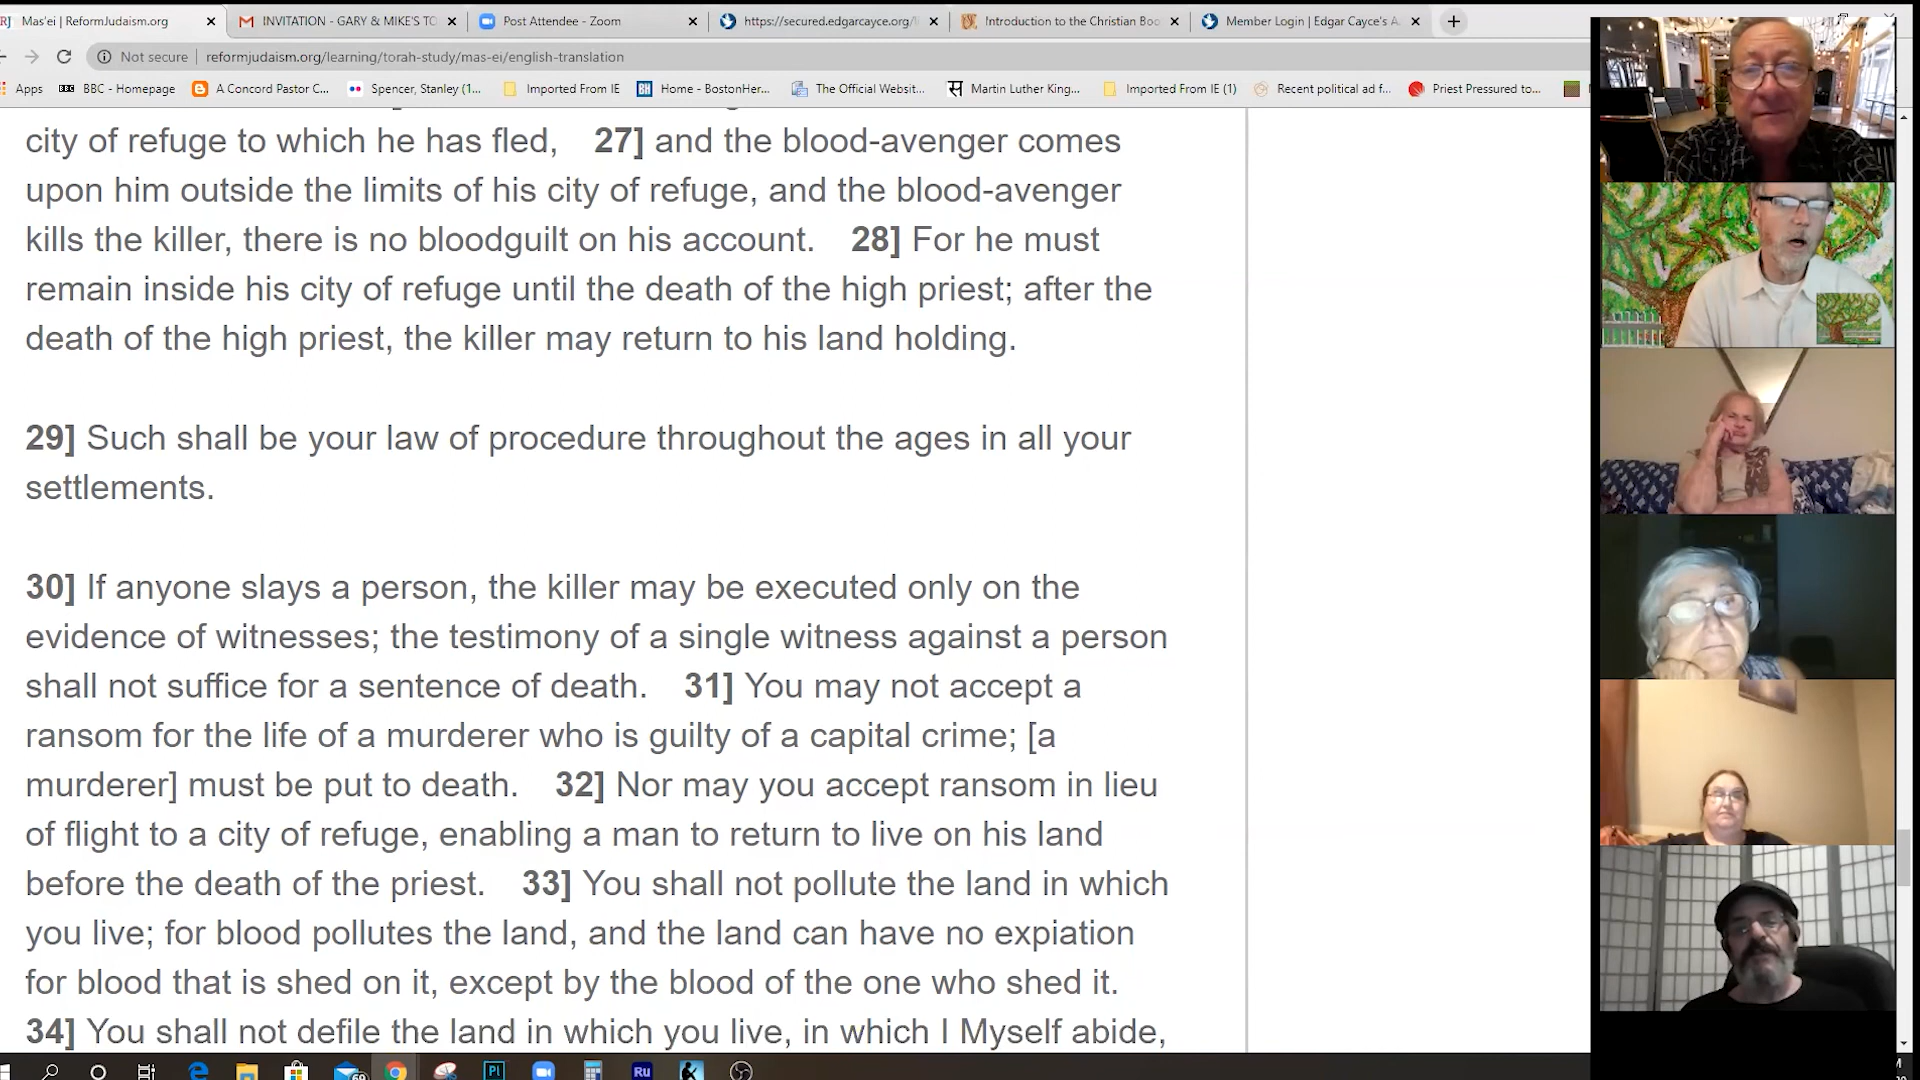 RJ Mas'ei | ReformJudaism.org
INVITATION - GARY & MIKE'S TO
Post Attendee - Zoom
https://secured.edgarcayce.org/
Introduction to the Christian Boo
Member Login | Edgar Cayce's A
Not secure reformjudaism.org/learning/torah-study/mas-ei/english-translation
Apps BBC - Homepage A Concord Pastor C... Spencer, Stanley (1... Imported From IE BH Home - BostonHer... The Official Websit... Martin Luther King... Imported From IE (1) Recent political ad f... Priest Pressured to...
city of refuge to which he has fled, 27] and the blood-avenger comes
upon him outside the limits of his city of refuge, and the blood-avenger
kills the killer, there is no bloodguilt on his account. 28] For he must
remain inside his city of refuge until the death of the high priest; after the
death of the high priest, the killer may return to his land holding.
29] Such shall be your law of procedure throughout the ages in all your
settlements.
30] If anyone slays a person, the killer may be executed only on the
evidence of witnesses; the testimony of a single witness against a person
shall not suffice for a sentence of death. 31] You may not accept a
ransom for the life of a murderer who is guilty of a capital crime; [a
murderer] must be put to death. 32] Nor may you accept ransom in lieu
of flight to a city of refuge, enabling a man to return to live on his land
before the death of the priest. 33] You shall not pollute the land in which
you live; for blood pollutes the land, and the land can have no expiation
for blood that is shed on it, except by the blood of the one who shed it.
34] You shall not defile the land in which you live, in which I Myself abide,
69 Pl Ru